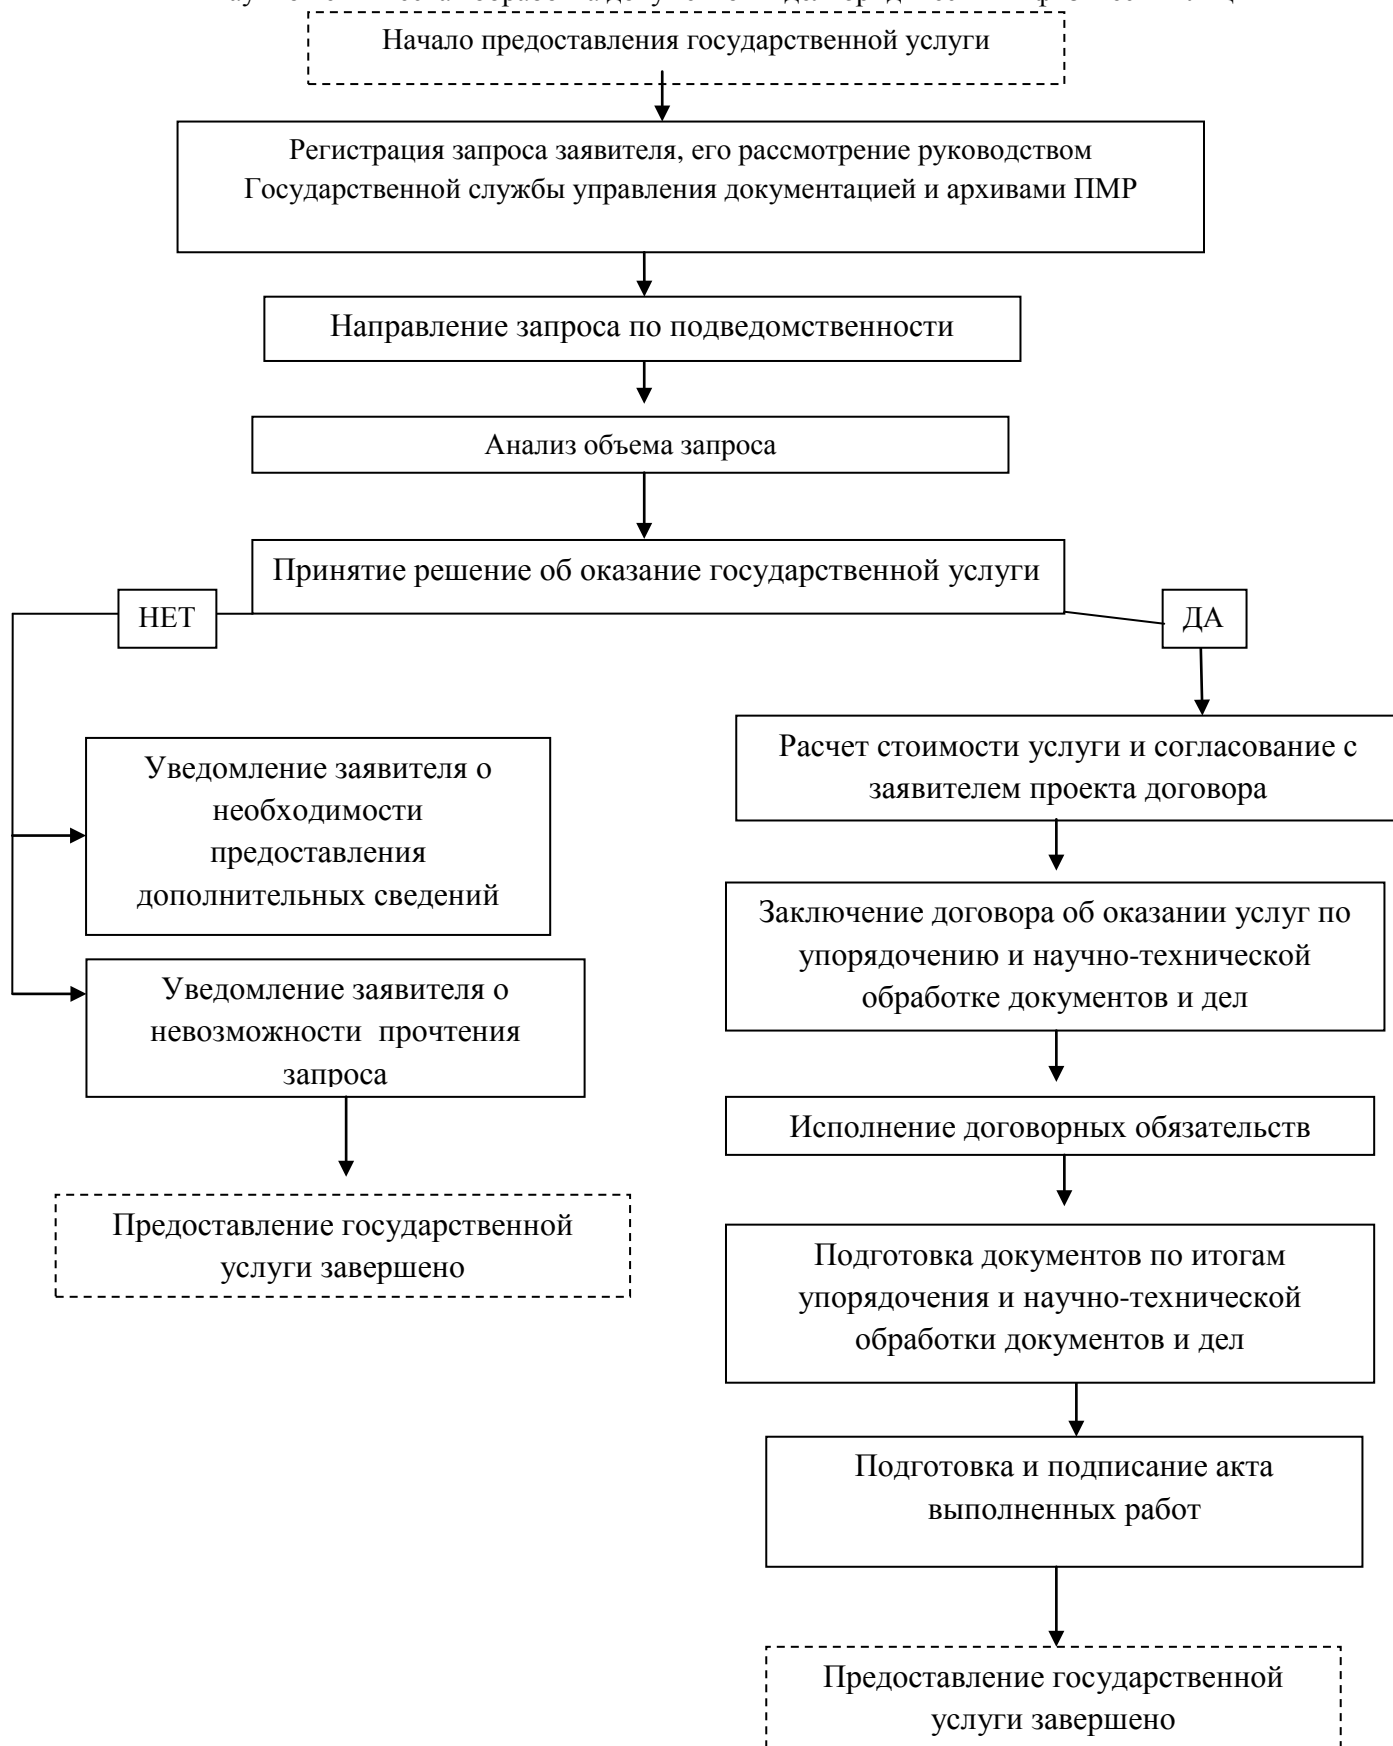 Начало предоставления государственной услуги
Регистрация запроса заявителя, его рассмотрение руководством
Государственной службы управления документацией и архивами ПМР
Направление запроса по подведомственности
Анализ объема запроса
Принятие решение об оказание государственной услуги
НЕТ
ДА
Уведомление заявителя о
необходимости
предоставления
дополнительных сведений
Уведомление заявителя о
невозможности прочтения
запроса
Предоставление государственной
услуги завершено
Расчет стоимости услуги и согласование с
заявителем проекта договора
Заключение договора об оказании услуг по
упорядочению и научно-технической
обработке документов и дел
Исполнение договорных обязательств
Подготовка документов по итогам
упорядочения и научно-технической
обработки документов и дел
Подготовка и подписание акта
выполненных работ
Предоставление государственной
услуги завершено